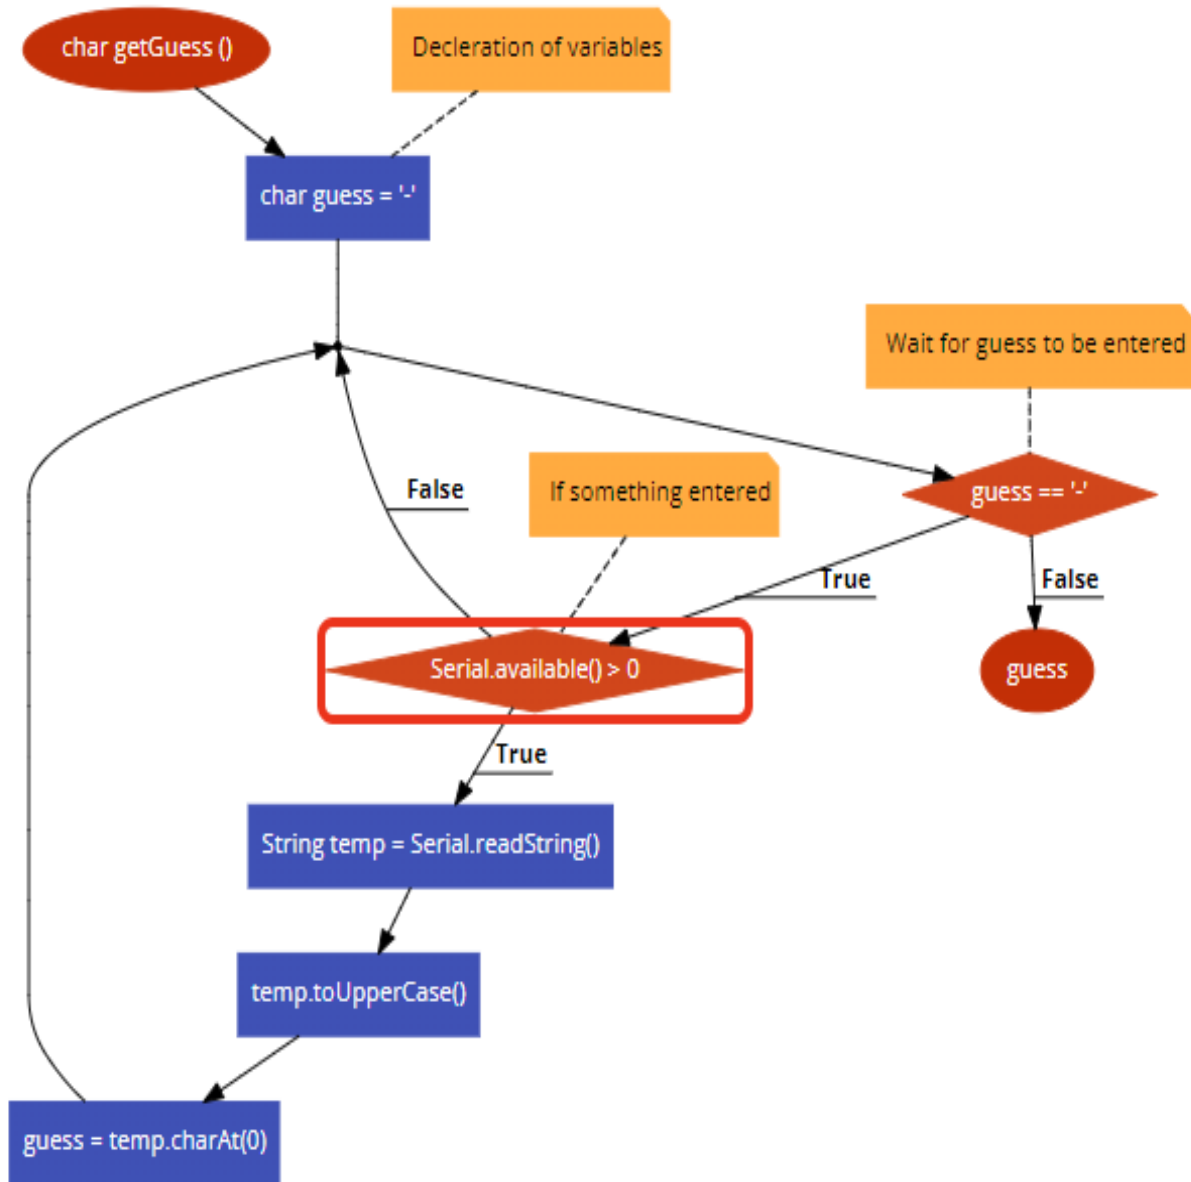 char getGuess ()
Decleration of variables
char guess = '-'
Wait for guess to be entered
False
If something entered
guess == '-'
True
False
Serial.available() > 0
guess
True
String temp = Serial.readString()
temp.toUpperCase()
guess = temp.charAt(0)